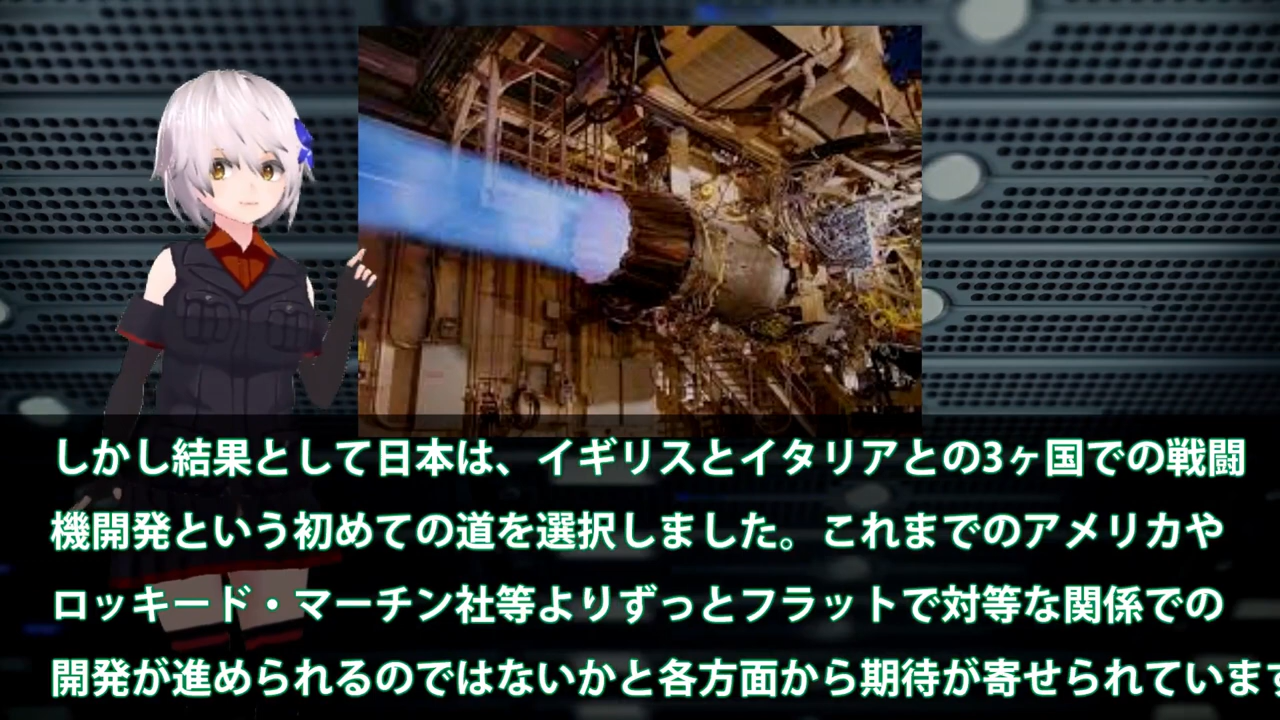 しかし結果として日本は、イギリスとイタリアとの3ヶ国での戦闘
機開発という初めての道を選択しました。これまでのアメリカや
ロッキード・マーチン社等よりずっとフラットで対等な関係での
開発が進められるのではないかと各方面から期待が寄せられています